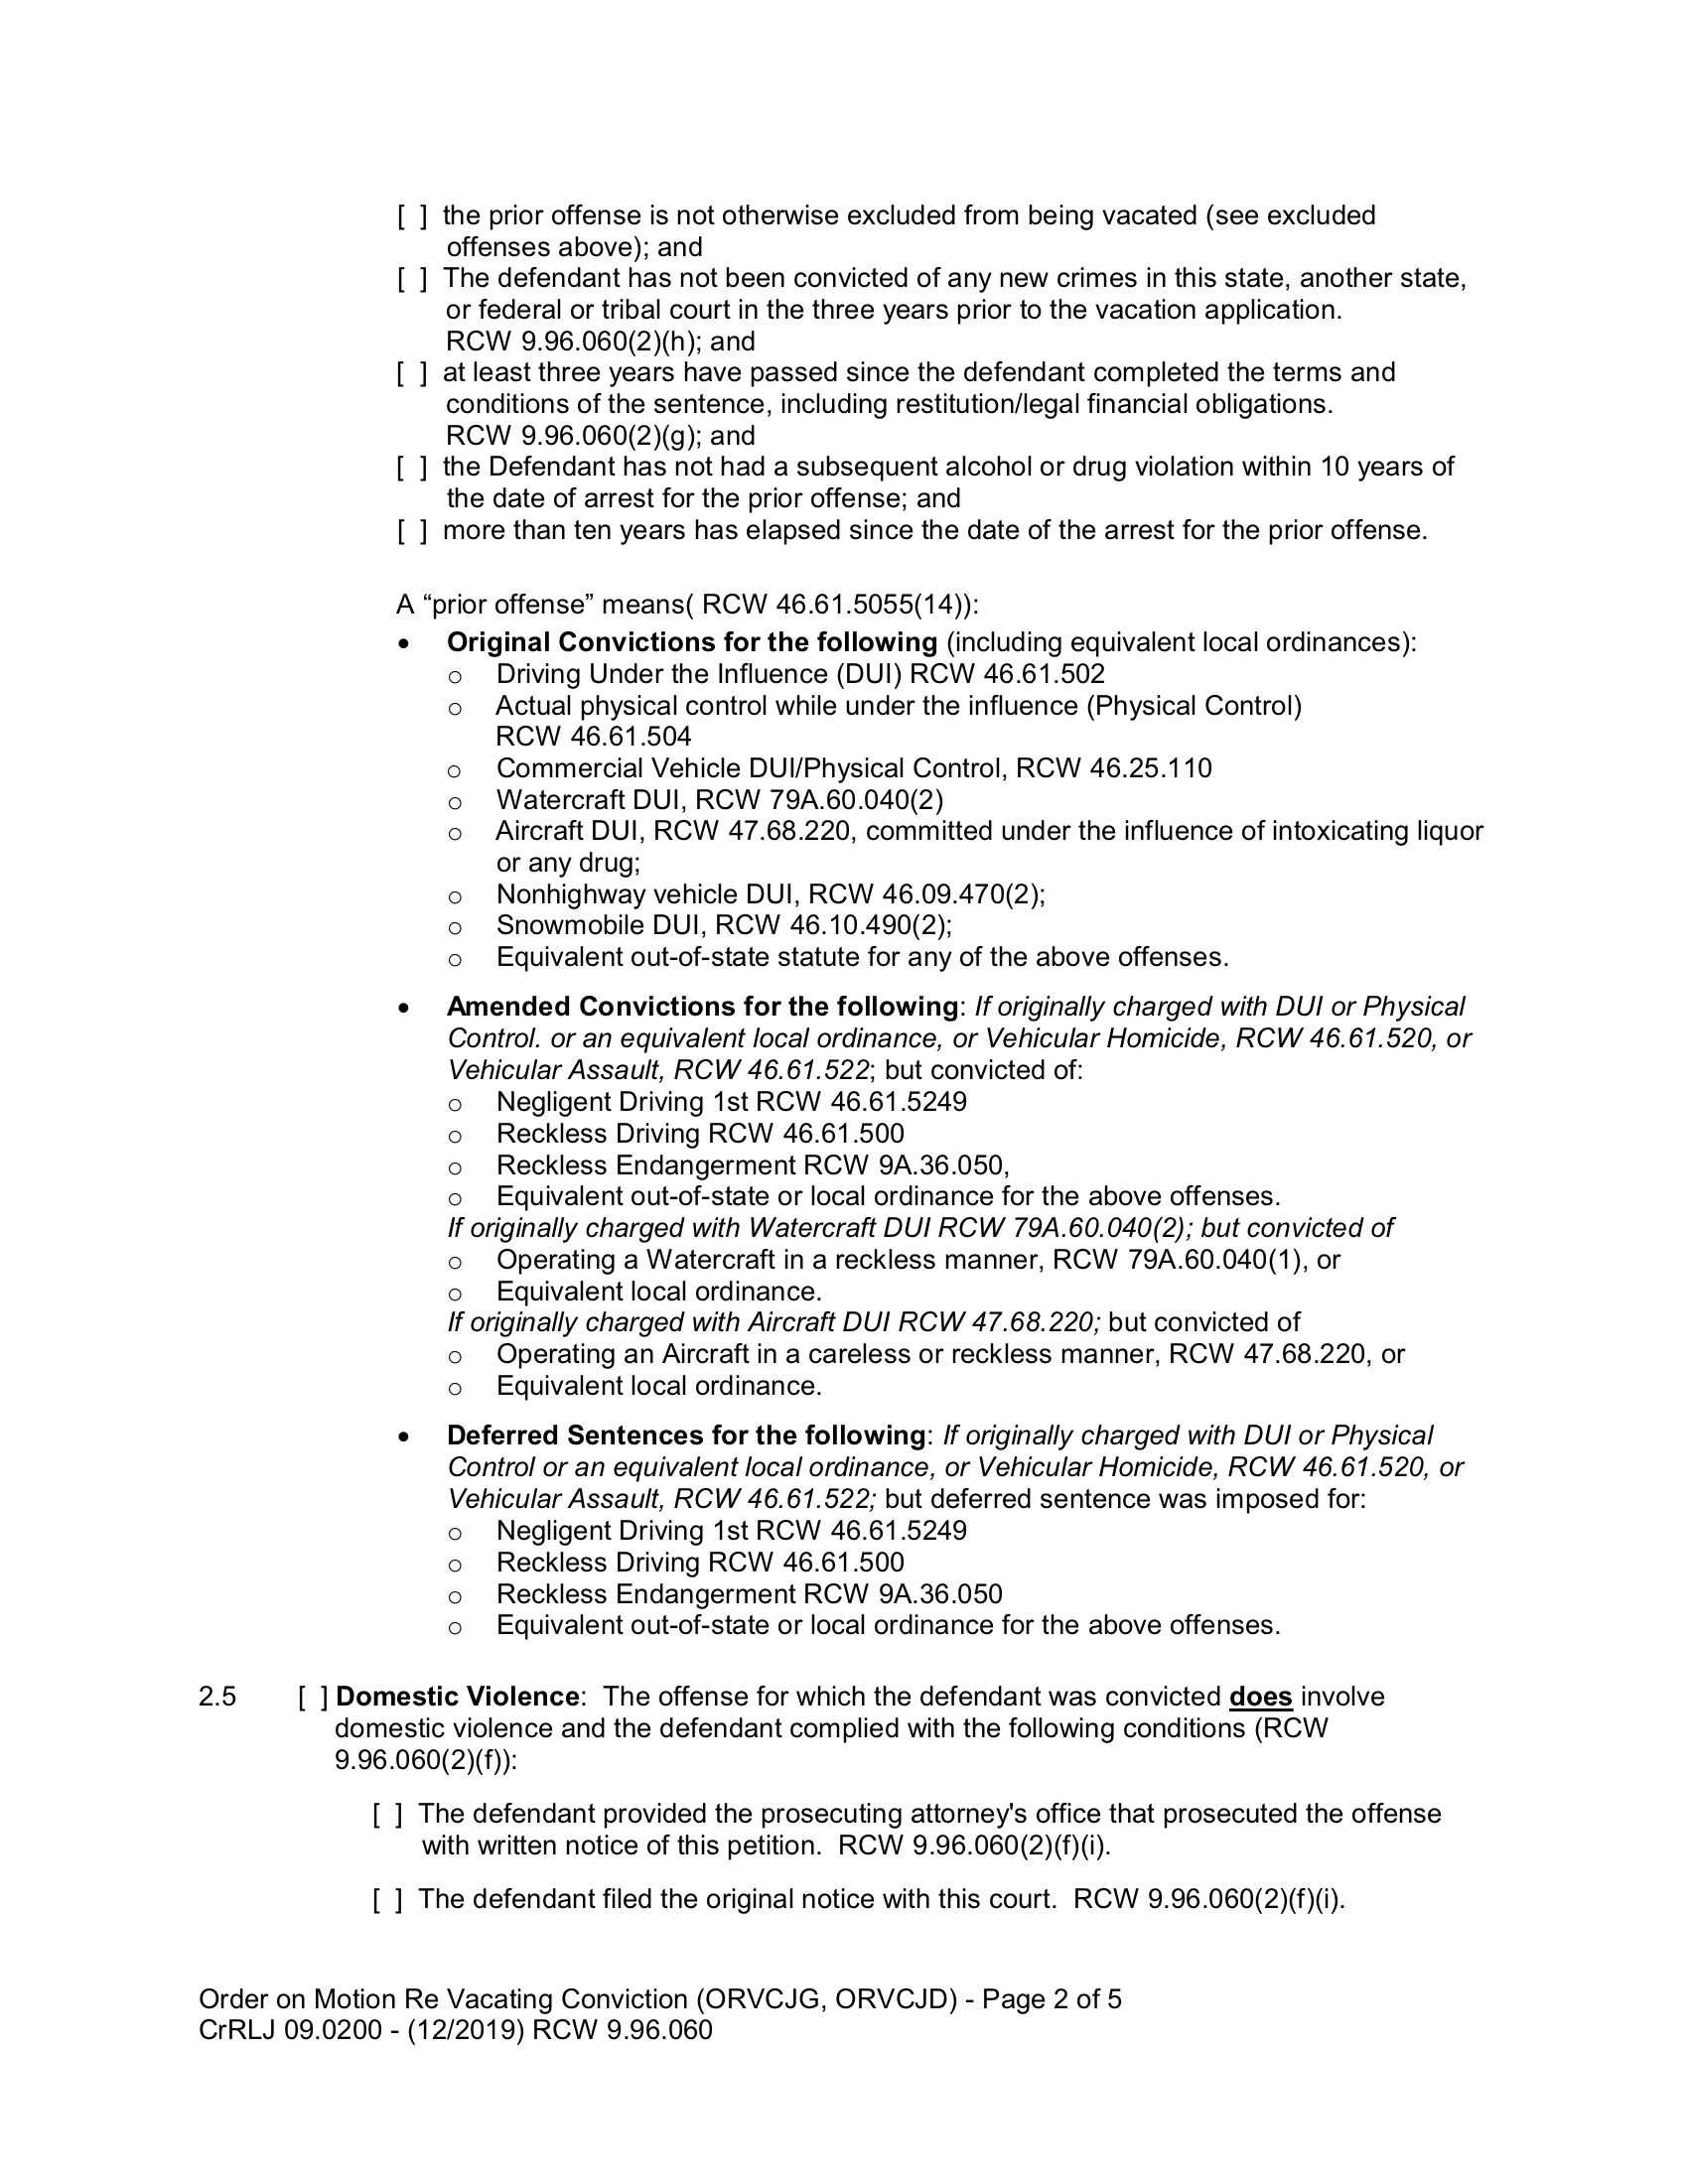 [ ] the prior offense is not otherwise excluded from being vacated (see excluded
offenses above); and
[ ] The defendant has not been convicted of any new crimes in this state, another state,
or federal or tribal court in the three years prior to the vacation application.
RCW 9.96.060(2)(h); and
[ ] at least three years have passed since the defendant completed the terms and
conditions of the sentence, including restitution/legal financial obligations.
RCW 9.96.060(2)(g); and
[ ] the Defendant has not had a subsequent alcohol or drug violation within 10 years of
the date of arrest for the prior offense; and
[ ] more than ten years has elapsed since the date of the arrest for the prior offense.
A “prior offense” means( RCW 46.61.5055(14)):
• Original Convictions for the following (including equivalent local ordinances):
o Driving Under the Influence (DUI) RCW 46.61.502
o Actual physical control while under the influence (Physical Control)
RCW 46.61.504
o Commercial Vehicle DUI/Physical Control, RCW 46.25.110
o Watercraft DUI, RCW 79A.60.040(2)
o Aircraft DUI, RCW 47.68.220, committed under the influence of intoxicating liquor
or any drug;
o Nonhighway vehicle DUI, RCW 46.09.470(2);
o Snowmobile DUI, RCW 46.10.490(2);
o Equivalent out-of-state statute for any of the above offenses.
• Amended Convictions for the following: If originally charged with DUI or Physical
Control. or an equivalent local ordinance, or Vehicular Homicide, RCW 46.61.520, or
Vehicular Assault, RCW 46.61.522; but convicted of:
o Negligent Driving 1st RCW 46.61.5249
o Reckless Driving RCW 46.61.500
o Reckless Endangerment RCW 9A.36.050,
o Equivalent out-of-state or local ordinance for the above offenses.
If originally charged with Watercraft DUI RCW 79A.60.040(2); but convicted of
o Operating a Watercraft in a reckless manner, RCW 79A.60.040(1), or
o Equivalent local ordinance.
If originally charged with Aircraft DUI RCW 47.68.220; but convicted of
o Operating an Aircraft in a careless or reckless manner, RCW 47.68.220, or
o Equivalent local ordinance.
• Deferred Sentences for the following: If originally charged with DUI or Physical
Control or an equivalent local ordinance, or Vehicular Homicide, RCW 46.61.520, or
Vehicular Assault, RCW 46.61.522; but deferred sentence was imposed for:
o Negligent Driving 1st RCW 46.61.5249
o Reckless Driving RCW 46.61.500
o Reckless Endangerment RCW 9A.36.050
o Equivalent out-of-state or local ordinance for the above offenses.
2.5 [ ] Domestic Violence: The offense for which the defendant was convicted does involve
domestic violence and the defendant complied with the following conditions (RCW
9.96.060(2)(f)):
[ ] The defendant provided the prosecuting attorney's office that prosecuted the offense
with written notice of this petition. RCW 9.96.060(2)(f)(i).
[ ] The defendant filed the original notice with this court. RCW 9.96.060(2)(f)(i).
Order on Motion Re Vacating Conviction (ORVCJG, ORVCJD) - Page 2 of 5
CrRLJ 09.0200 - (12/2019) RCW 9.96.060